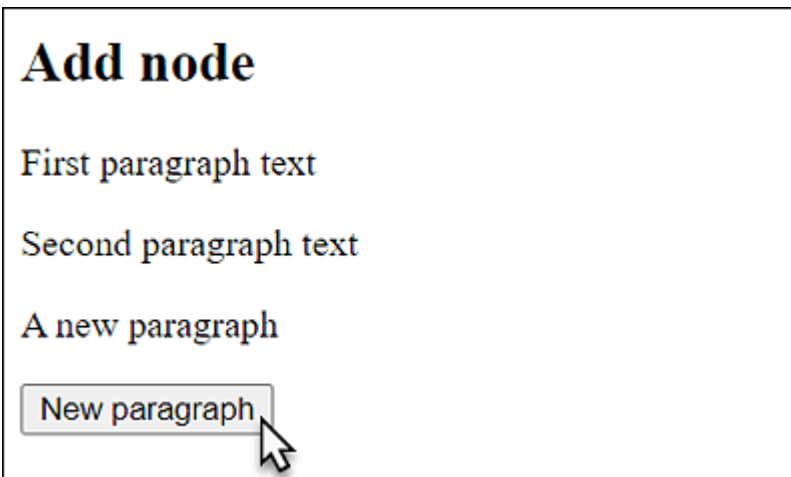 Add node
First paragraph text
Second paragraph text
A new paragraph
New paragraph